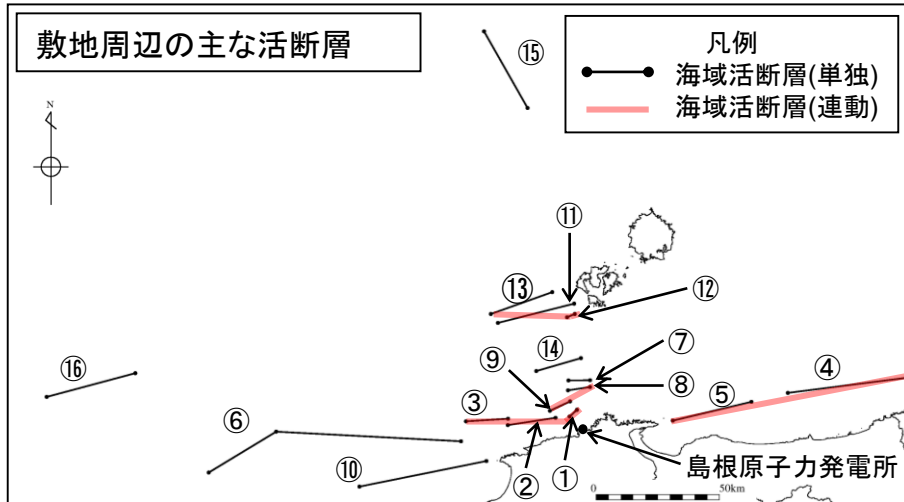 敷地周辺の主な活断層
凡例
海域活断層(単独)
海域活断層(連動)
N
⑮
⑪
⑬
⑫
⑭
⑦
⑯
⑨
⑧
④
⑤
③
⑥
②
①
⑩
島根原子力発電所
0
50km